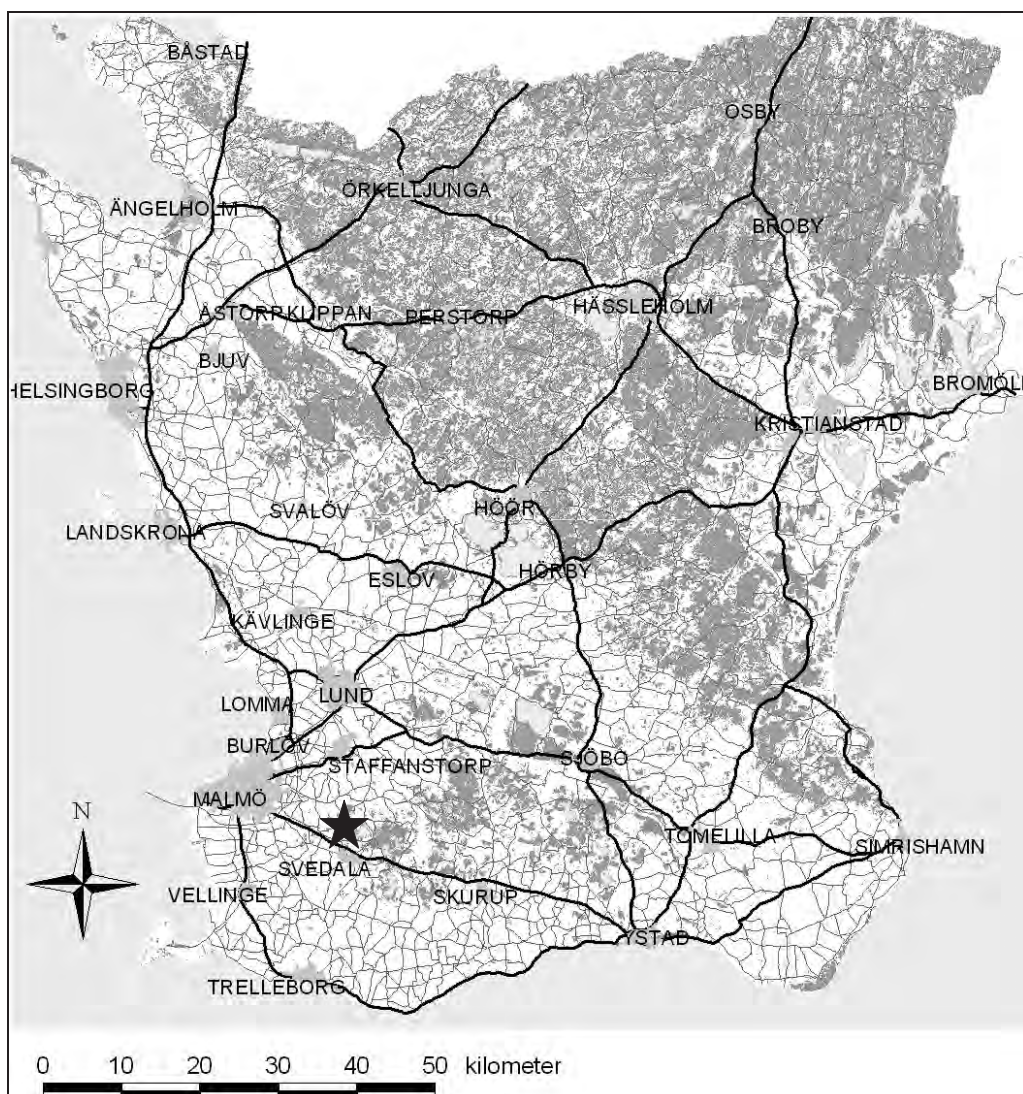 BÅSTAD
OSBY
ÖRKELLJUNGA
ÄNGELHOLM
BROBY
ÅSTORP
KLIPPAN
PERSTORP
HÄSSLEHOLM
BJUV
HELSINGBORG
BROMÖLL
KRISTIANSTAD
SVALÖV
HÖÖR
LANDSKRONA
ESLÖV
HÖRBY
KÄVLINGE
LUND
LOMMA
BURLÖV
STAFFANSTORP
SJÖBO
MALMÖ
N
TOMELILLA
SIMRISHAMN
SVEDALA
VELLINGE
SKURUP
YSTAD
TRELLEBORG
0 10 20 30 40 50 kilometer